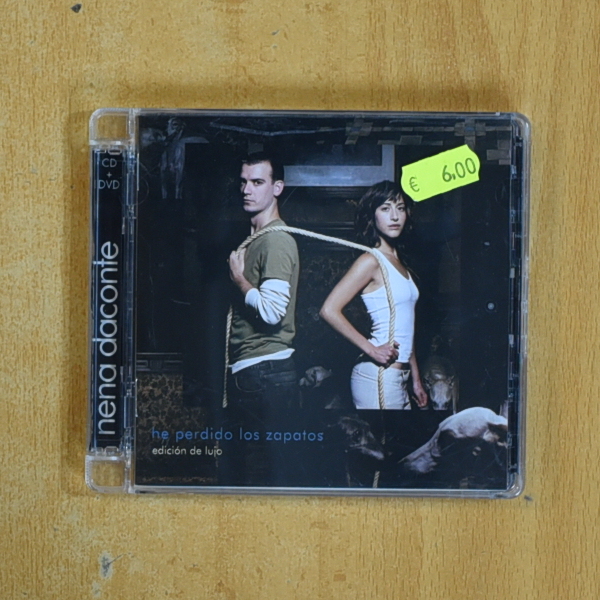 CD
+
DVD
nena daconte
€ 6,00
he perdido los zapatos
edición de lujo